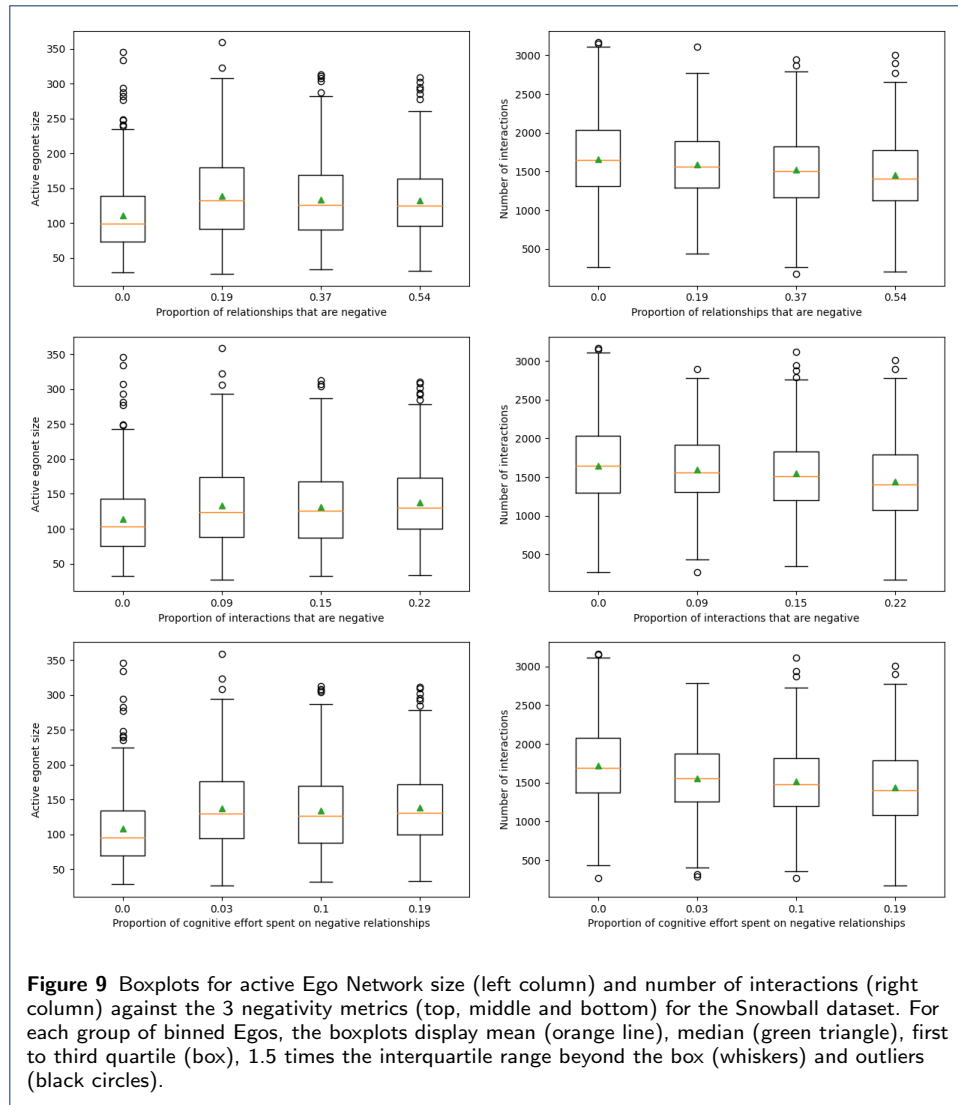 350
300
250
200
150
100
50
Active egonet size
0.0 0.19 0.37 0.54
Proportion of relationships that are negative
3000
2500
2000
1500
1000
500
Number of interactions
0.0 0.19 0.37 0.54
Proportion of relationships that are negative
350
300
250
200
150
100
50
Active egonet size
0.0 0.09 0.15 0.22
Proportion of interactions that are negative
3000
2500
2000
1500
1000
500
Number of interactions
0.0 0.09 0.15 0.22
Proportion of interactions that are negative
350
300
250
200
150
100
50
Active egonet size
0.0 0.03 0.1 0.19
Proportion of cognitive effort spent on negative relationships
3000
2500
2000
1500
1000
500
Number of interactions
0.0 0.03 0.1 0.19
Proportion of cognitive effort spent on negative relationships
Figure 9 Boxplots for active Ego Network size (left column) and number of interactions (right
column) against the 3 negativity metrics (top, middle and bottom) for the Snowball dataset. For
each group of binned Egos, the boxplots display mean (orange line), median (green triangle), first
to third quartile (box), 1.5 times the interquartile range beyond the box (whiskers) and outliers
(black circles).